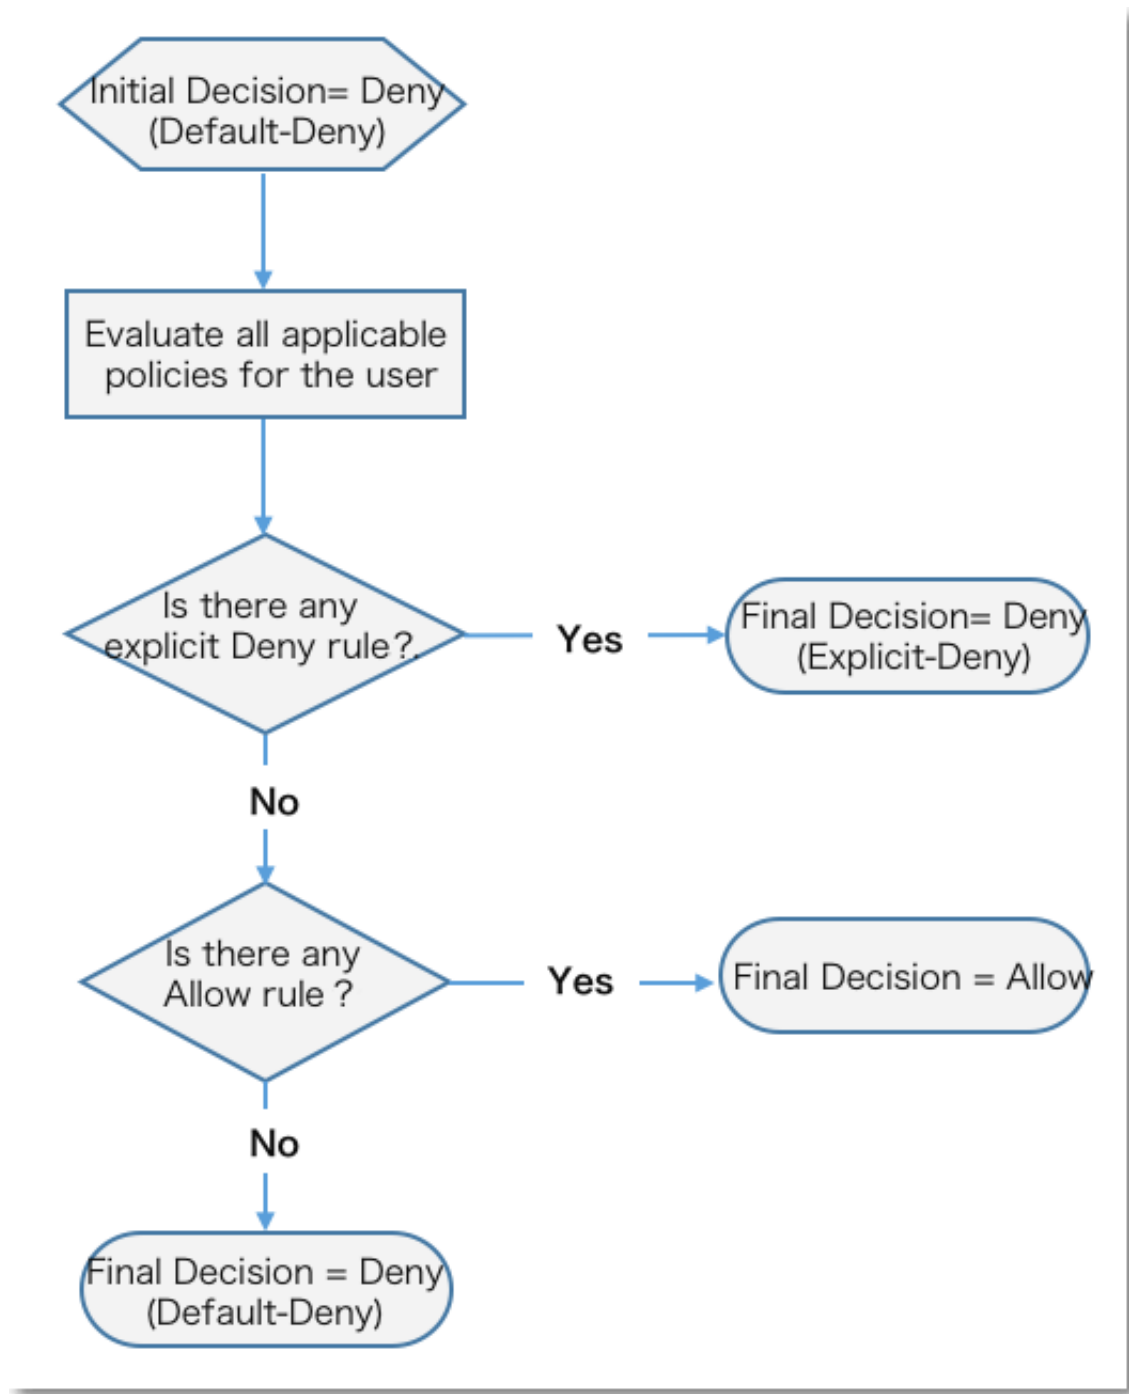 Initial Decision= Deny
(Default-Deny)
Evaluate all applicable
policies for the user
Is there any
explicit Deny rule?.
Yes
Final Decision= Deny
(Explicit-Deny)
No
Is there any
Allow rule ?
Yes
Final Decision = Allow
No
Final Decision = Deny
(Default-Deny)